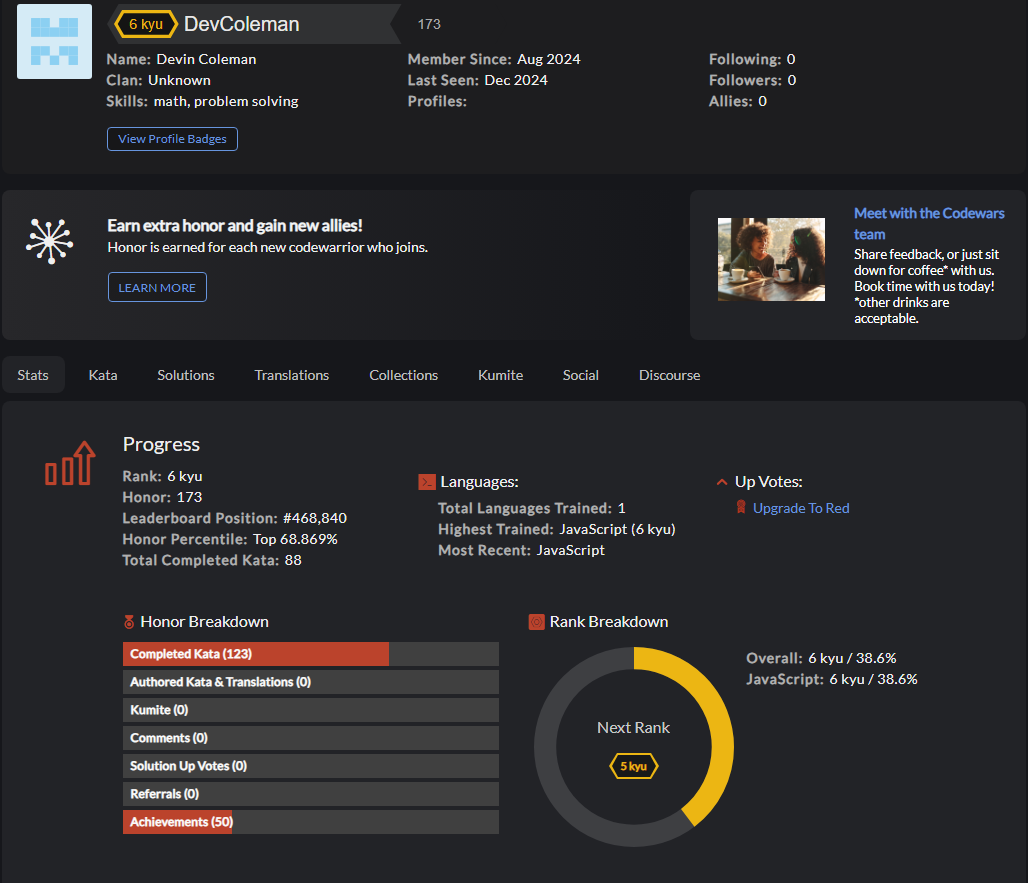 6 kyu DevColeman 173
Name: Devin Coleman
Clan: Unknown
Skills: math, problem solving
Member Since: Aug 2024
Last Seen: Dec 2024
Profiles:
Following: 0
Followers: 0
Allies: 0
View Profile Badges
Earn extra honor and gain new allies!
Honor is earned for each new codewarrior who joins.
LEARN MORE
Meet with the Codewars
team
Share feedback, or just sit
down for coffee* with us.
Book time with us today!
*other drinks are
acceptable.
Stats Kata Solutions Translations Collections Kumite Social Discourse
Progress
Rank: 6 kyu
Honor: 173
Leaderboard Position: #468,840
Honor Percentile: Top 68.869%
Total Completed Kata: 88
Languages:
Total Languages Trained: 1
Highest Trained: JavaScript (6 kyu)
Most Recent: JavaScript
Up Votes:
Upgrade To Red
Honor Breakdown
Completed Kata (123)
Authored Kata & Translations (0)
Kumite (0)
Comments (0)
Solution Up Votes (0)
Referrals (0)
Achievements (50)
Rank Breakdown
Next Rank
5 kyu
Overall: 6 kyu / 38.6%
JavaScript: 6 kyu / 38.6%